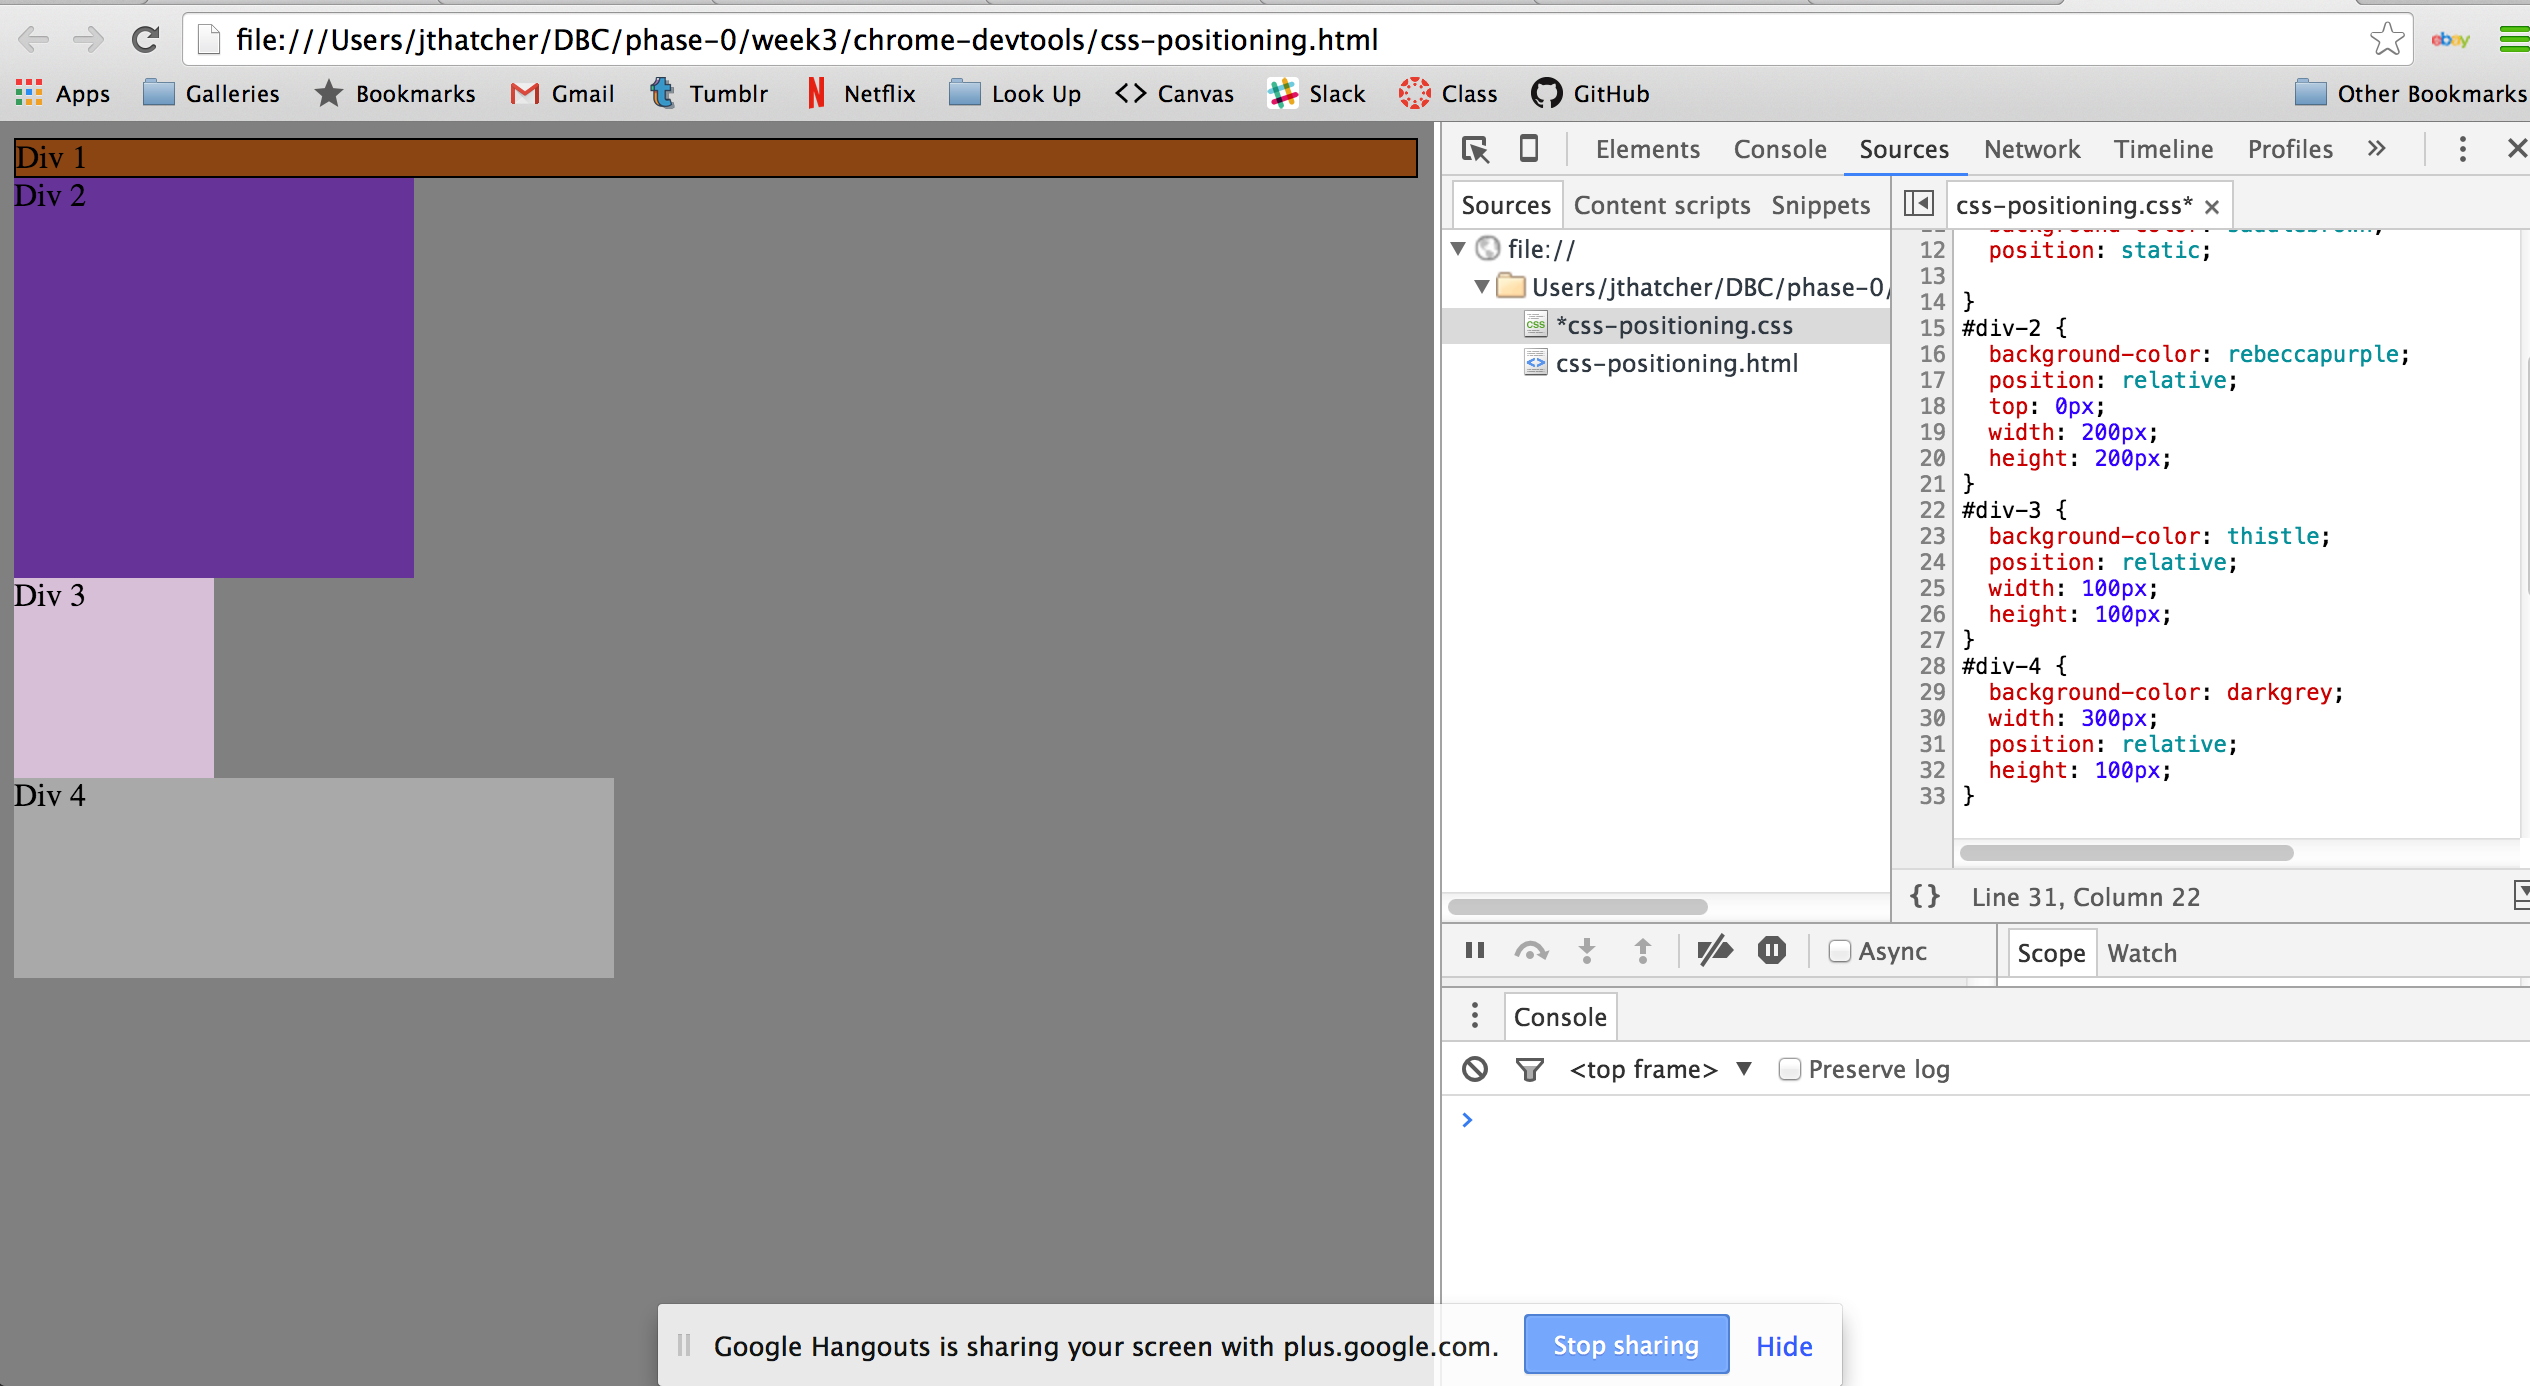 file:///Users/jthatcher/DBC/phase-0/week3/chrome-devtools/css-positioning.html
ebay
Apps Galleries Bookmarks Gmail Tumblr Netflix Look Up Canvas Slack Class GitHub Other Bookmarks
Div 1
Div 2
Div 3
Div 4
Elements Console Sources Network Timeline Profiles »
Sources Content scripts Snippets
file://
Users/jthatcher/DBC/phase-0/
*css-positioning.css
css-positioning.html
css-positioning.css* ×
12 position: static;
13
14 }
15 #div-2 {
16 background-color: rebeccapurple;
17 position: relative;
18 top: 0px;
19 width: 200px;
20 height: 200px;
21 }
22 #div-3 {
23 background-color: thistle;
24 position: relative;
25 width: 100px;
26 height: 100px;
27 }
28 #div-4 {
29 background-color: darkgrey;
30 width: 300px;
31 position: relative;
32 height: 100px;
33 }
{} Line 31, Column 22
Async
Scope Watch
Console
<top frame> ▼ Preserve log
>
Google Hangouts is sharing your screen with plus.google.com. Stop sharing Hide